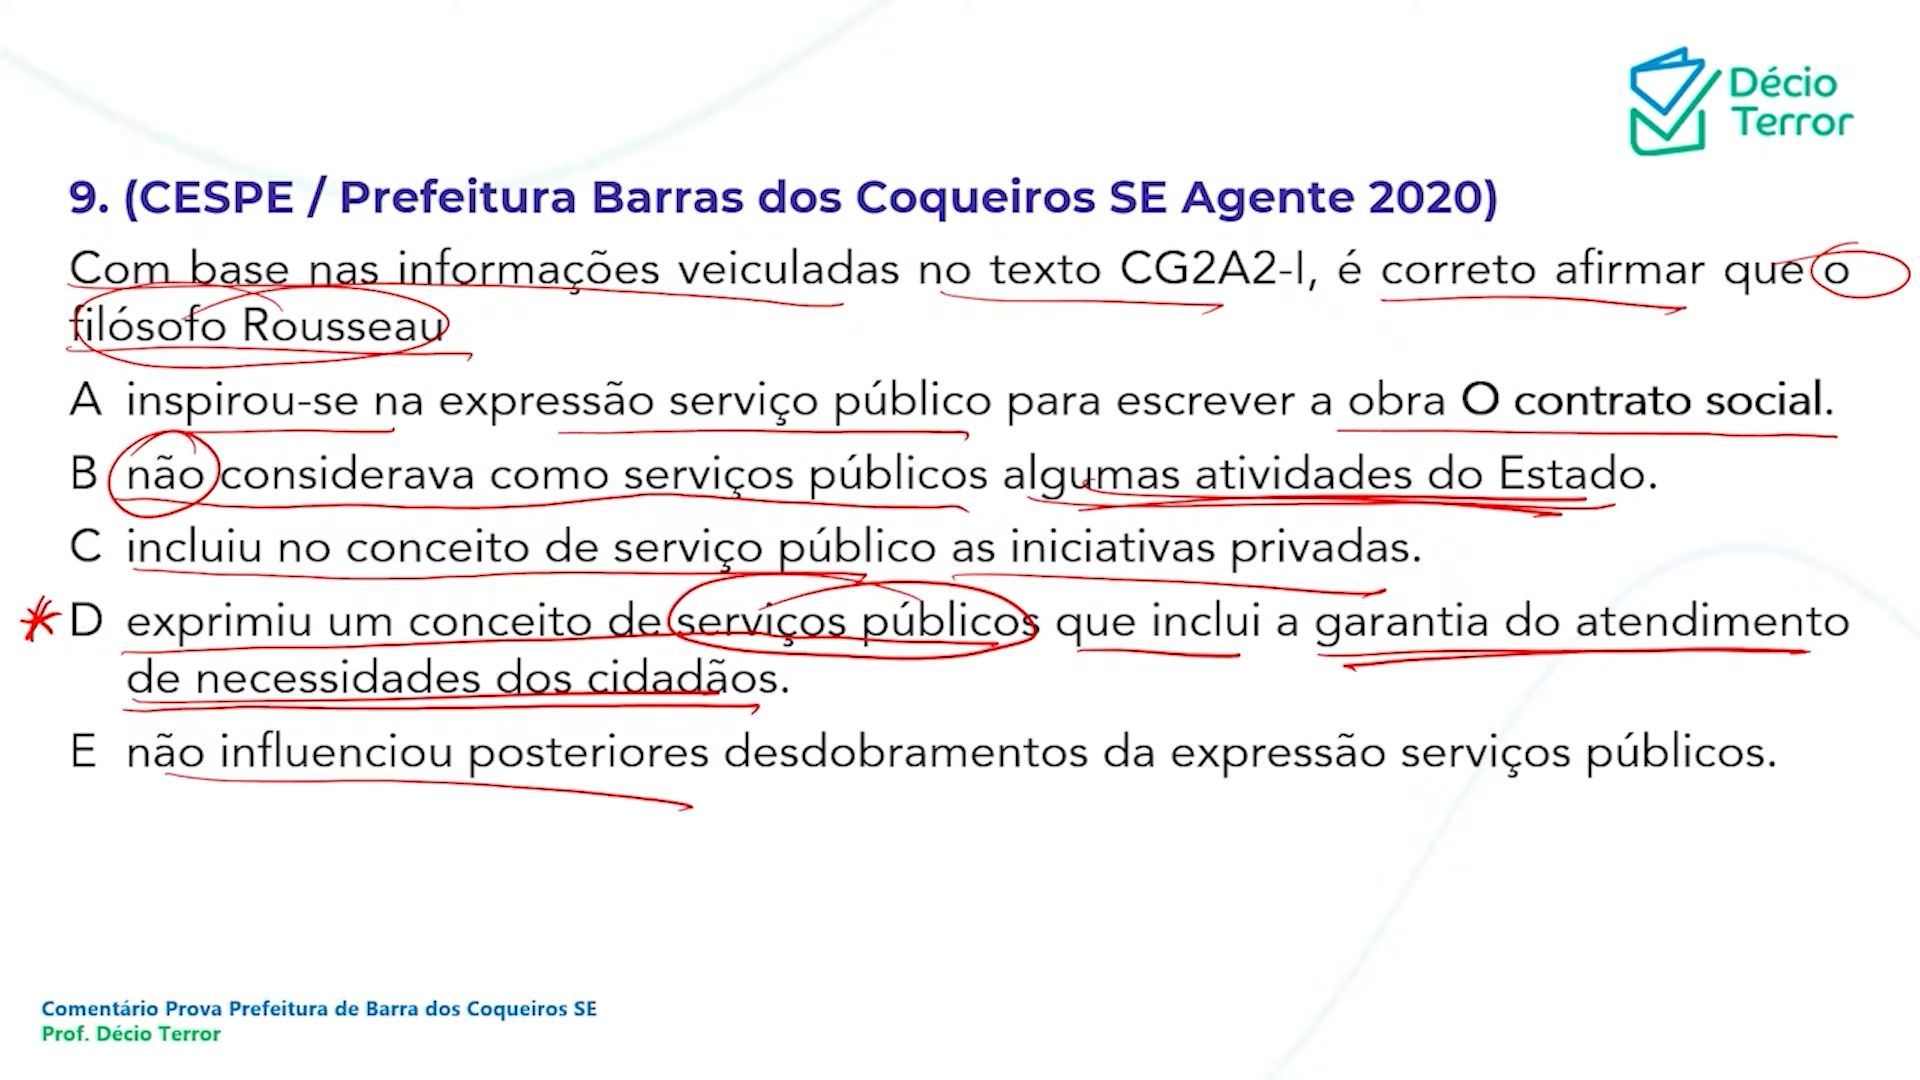 Décio
Terror
9. (CESPE / Prefeitura Barras dos Coqueiros SE Agente 2020)
Com base nas informações veiculadas no texto CG2A2-I, é correto afirmar que o
filósofo Rousseau
A inspirou-se na expressão serviço público para escrever a obra O contrato social.
B não considerava como serviços públicos algumas atividades do Estado.
C incluiu no conceito de serviço público as iniciativas privadas.
D exprimiu um conceito de serviços públicos que inclui a garantia do atendimento
de necessidades dos cidadãos.
E não influenciou posteriores desdobramentos da expressão serviços públicos.
Comentário Prova Prefeitura de Barra dos Coqueiros SE
Prof. Décio Terror